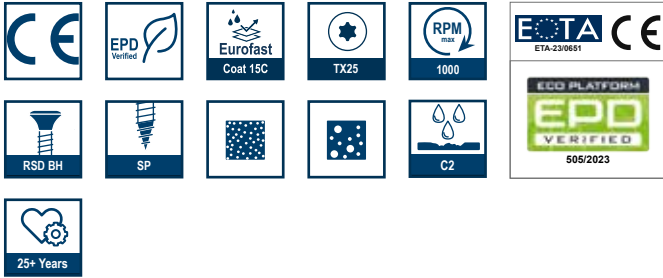 CE
EPD
Verified
Eurofast
Coat 15C
TX25
RPM
max
1000
EOTA CE
ETA-23/0651
ECO PLATFORM
EPD
VERIFIED
505/2023
RSD BH
SP
C2
25+ Years